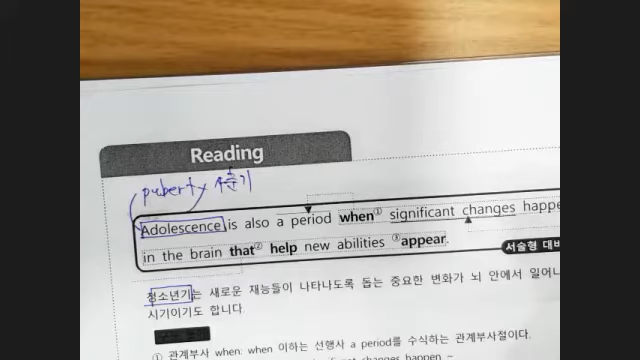 Reading
puberty 사춘기
Adolescence is also a period when① significant changes happe
in the brain that② help new abilities ③appear.
서술형 대비
청소년기는 새로운 재능들이 나타나도록 돕는 중요한 변화가 뇌 안에서 일어나
시기이기도 합니다.
① 관계부사 when: when 이하는 선행사 a period를 수식하는 관계부사절이다.
changes happen ~